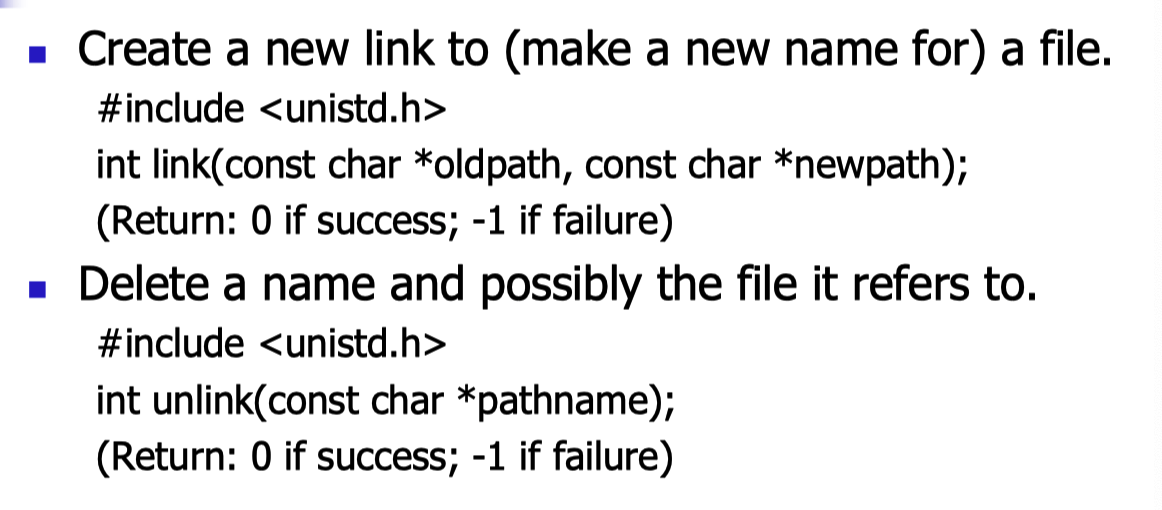 Create a new link to (make a new name for) a file.
#include <unistd.h>
int link(const char *oldpath, const char *newpath);
(Return: 0 if success; -1 if failure)
Delete a name and possibly the file it refers to.
#include <unistd.h>
int unlink(const char *pathname);
(Return: 0 if success; -1 if failure)